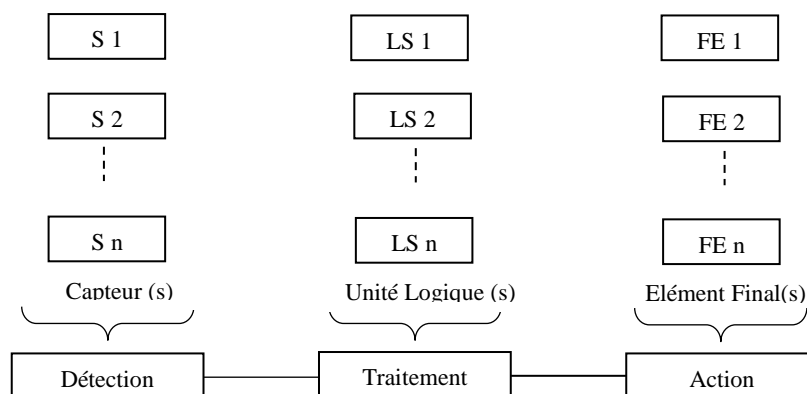 S 1 LS 1 FE 1
S 2 LS 2 FE 2
S n LS n FE n
Capteur (s) Unité Logique (s) Elément Final(s)
Détection Traitement Action